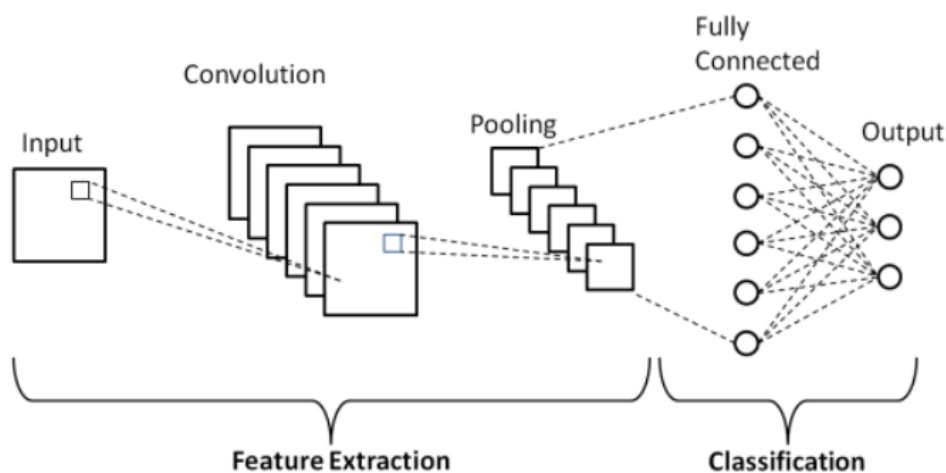 Input
Convolution
Pooling
Fully
Connected
Output
Feature Extraction
Classification